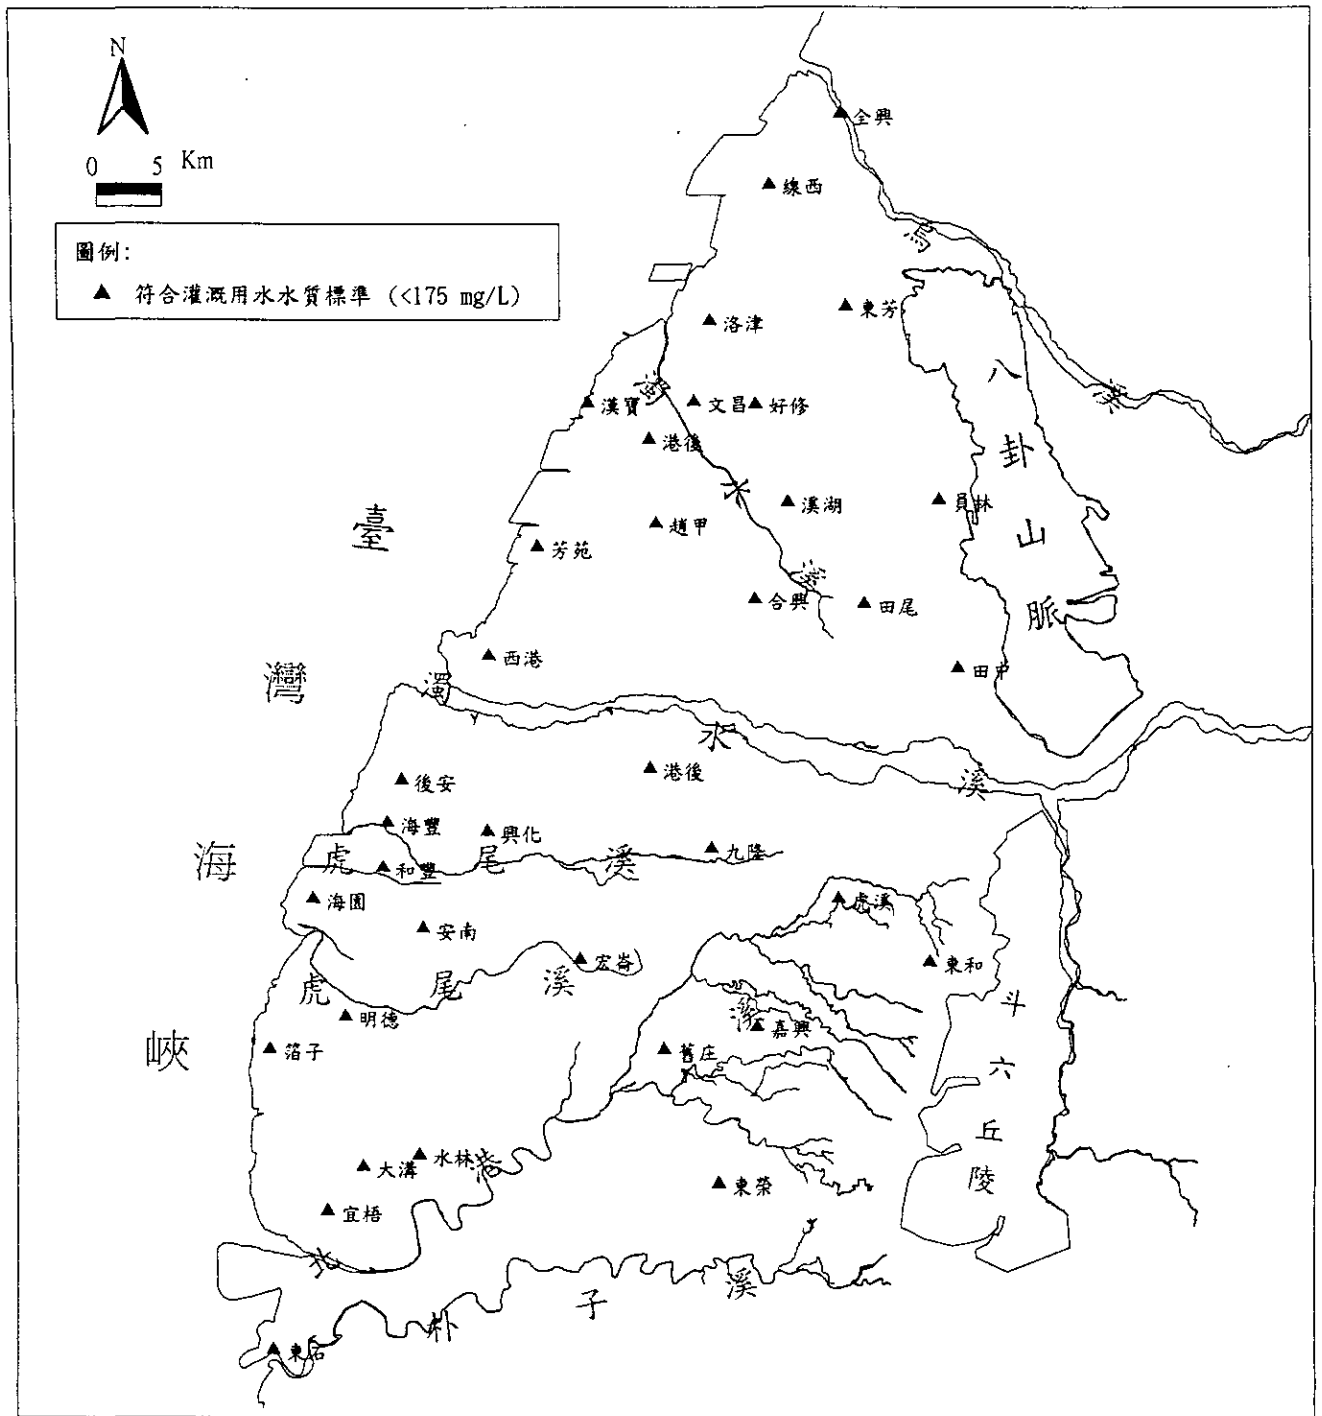 N
0 5 Km
圖例:
▲ 符合灌溉用水水質標準 (<175 mg/L)
臺灣海峽
全興
線西
烏溪
東芳
洛津
八卦山脈
漢寶
文昌
好修
港後
舊水溪
溪湖
員林
趙甲
芳苑
合興
田尾
西港
田中
濁水溪
港後
後安
海豐
興化
九隆
虎尾溪
和豐
海園
虎溪
安南
宏崙
東和
虎尾溪
斗六丘陵
明德
嘉興
箔子
舊庄
水林
大溝
東榮
宜梧
北港溪
朴子溪
東石